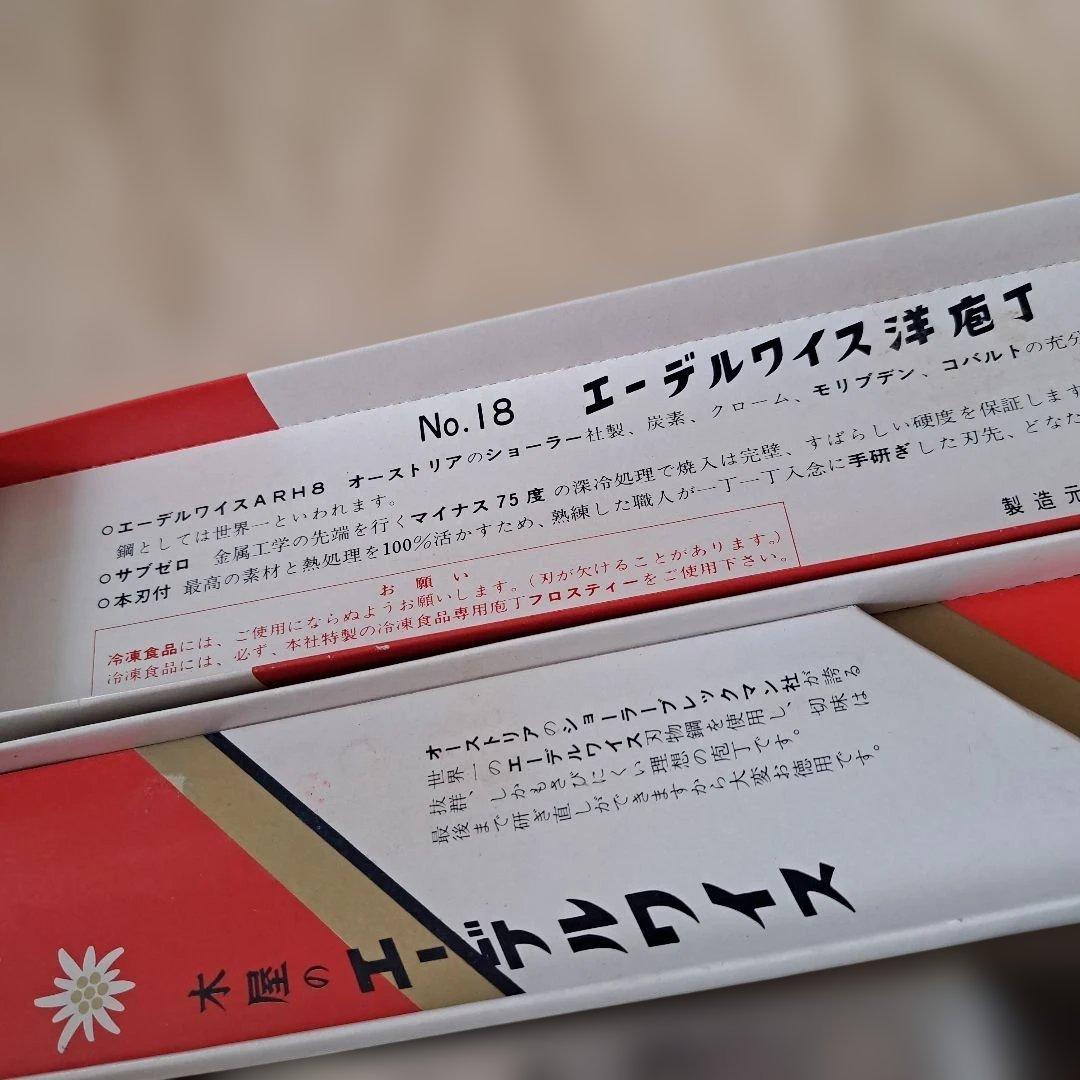 No.18 エーデルワイス洋庖丁
○エーデルワイスARH8 オーストリアのショーラー社製、炭素、クローム、モリブデン、コバルトの充分
鋼としては世界一といわれます。
○サブゼロ 金属工学の先端を行くマイナス75度の深冷処理で焼入は完璧、すばらしい硬度を保証します
○本刃付 最高の素材と熱処理を100%活かすため、熟練した職人が一丁一丁入念に手研ぎした刃先、どなた
お願い
冷凍食品には、ご使用にならぬようお願いします。(刃が欠けることがあります。)
冷凍食品には、必ず、本社特製の冷凍食品専用庖丁フロスティーをご使用下さい。
製造元
オーストリアのショーラーブレックマン社が誇る
世界一のエーデルワイス刃物鋼を使用し、切味は
抜群、しかもさびにくい理想の庖丁です。
最後まで研ぎ直しができますから大変お徳用です。
木屋の エーデルワイス